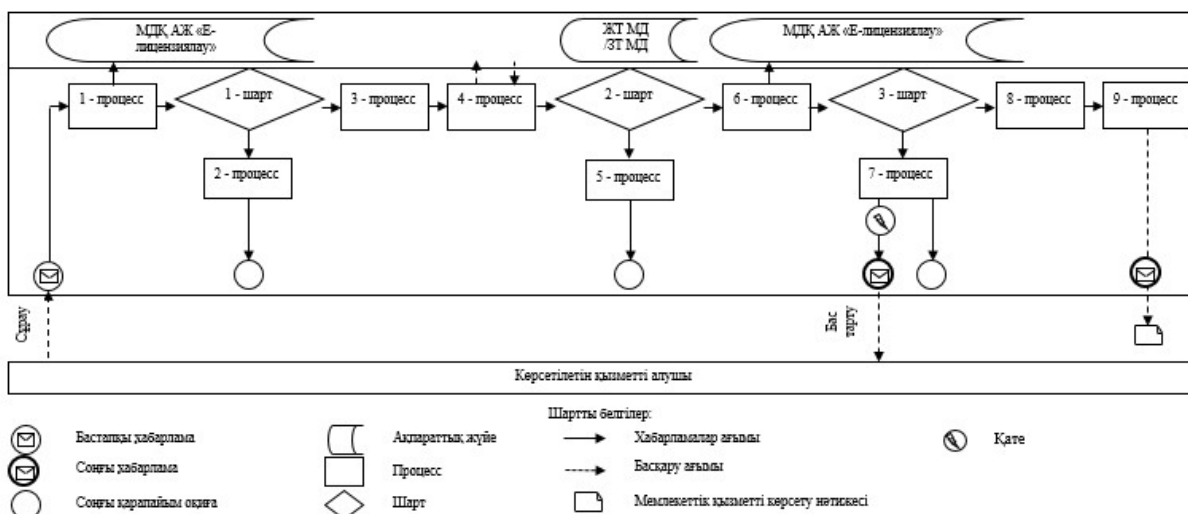 МДҚ АЖ «Е-
лицензиялау»
ЖТ МД
/ЗТ МД
МДҚ АЖ «Е-лицензиялау»
1 - процесс
1 - шарт
3 - процесс
4 - процесс
2 - шарт
6 - процесс
3 - шарт
8 - процесс
9 - процесс
2 - процесс
5 - процесс
7 - процесс
Сұрау
Бас
тарту
Көрсетілетін қызметті алушы
Шартты белгілер:
Бастапқы хабарлама
Ақпараттық жүйе
Хабарламалар ағымы
Қате
Соңғы хабарлама
Процесс
Басқару ағымы
Соңғы қарапайым оқиға
Шарт
Мемлекеттік қызметті көрсету нәтижесі